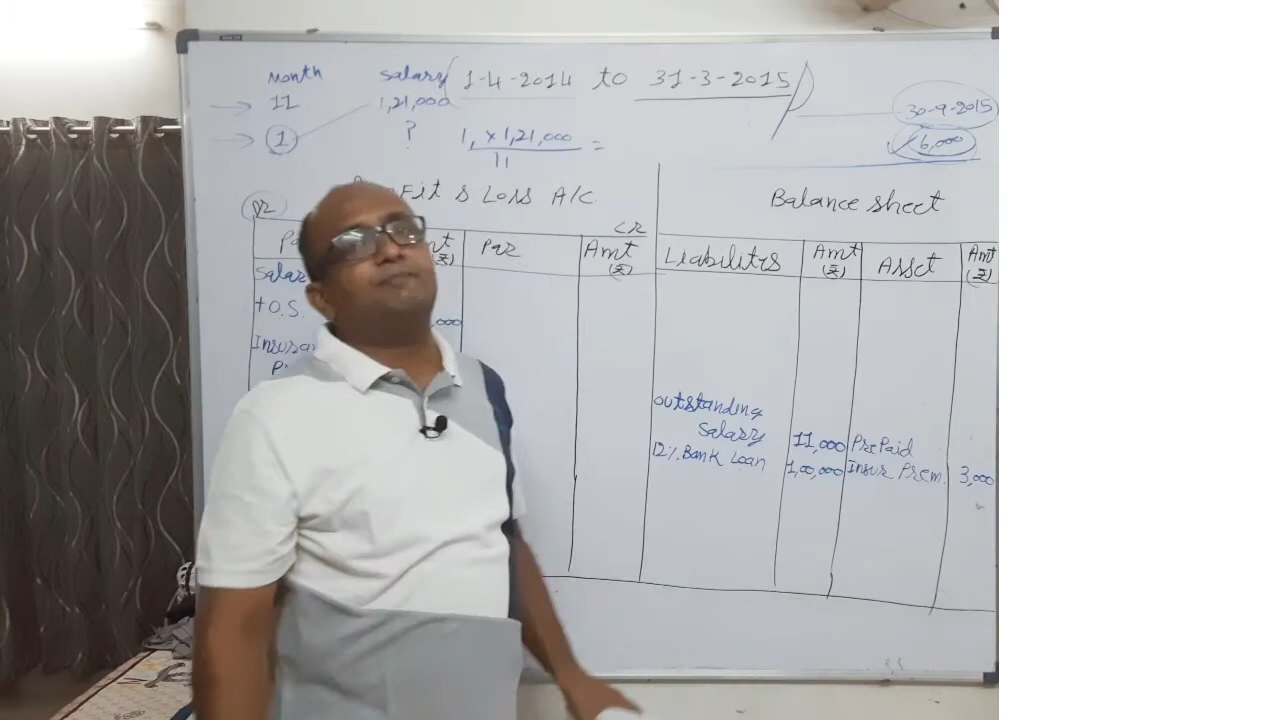 Month salary 1-4-2014 to 31-3-2015
11 1,21,000
30-9-2015
1 ? 1 × 1,21,000 =
11
6,000
Loss A/C
Balance sheet
Dr
Cr
Par Amt (₹)
Liabilitis Amt (₹) Asset Amt (₹)
+ O.S.
outstanding
salary 11,000 PrePaid
12% Bank Loan 1,00,000 Insur Prem. 3,000